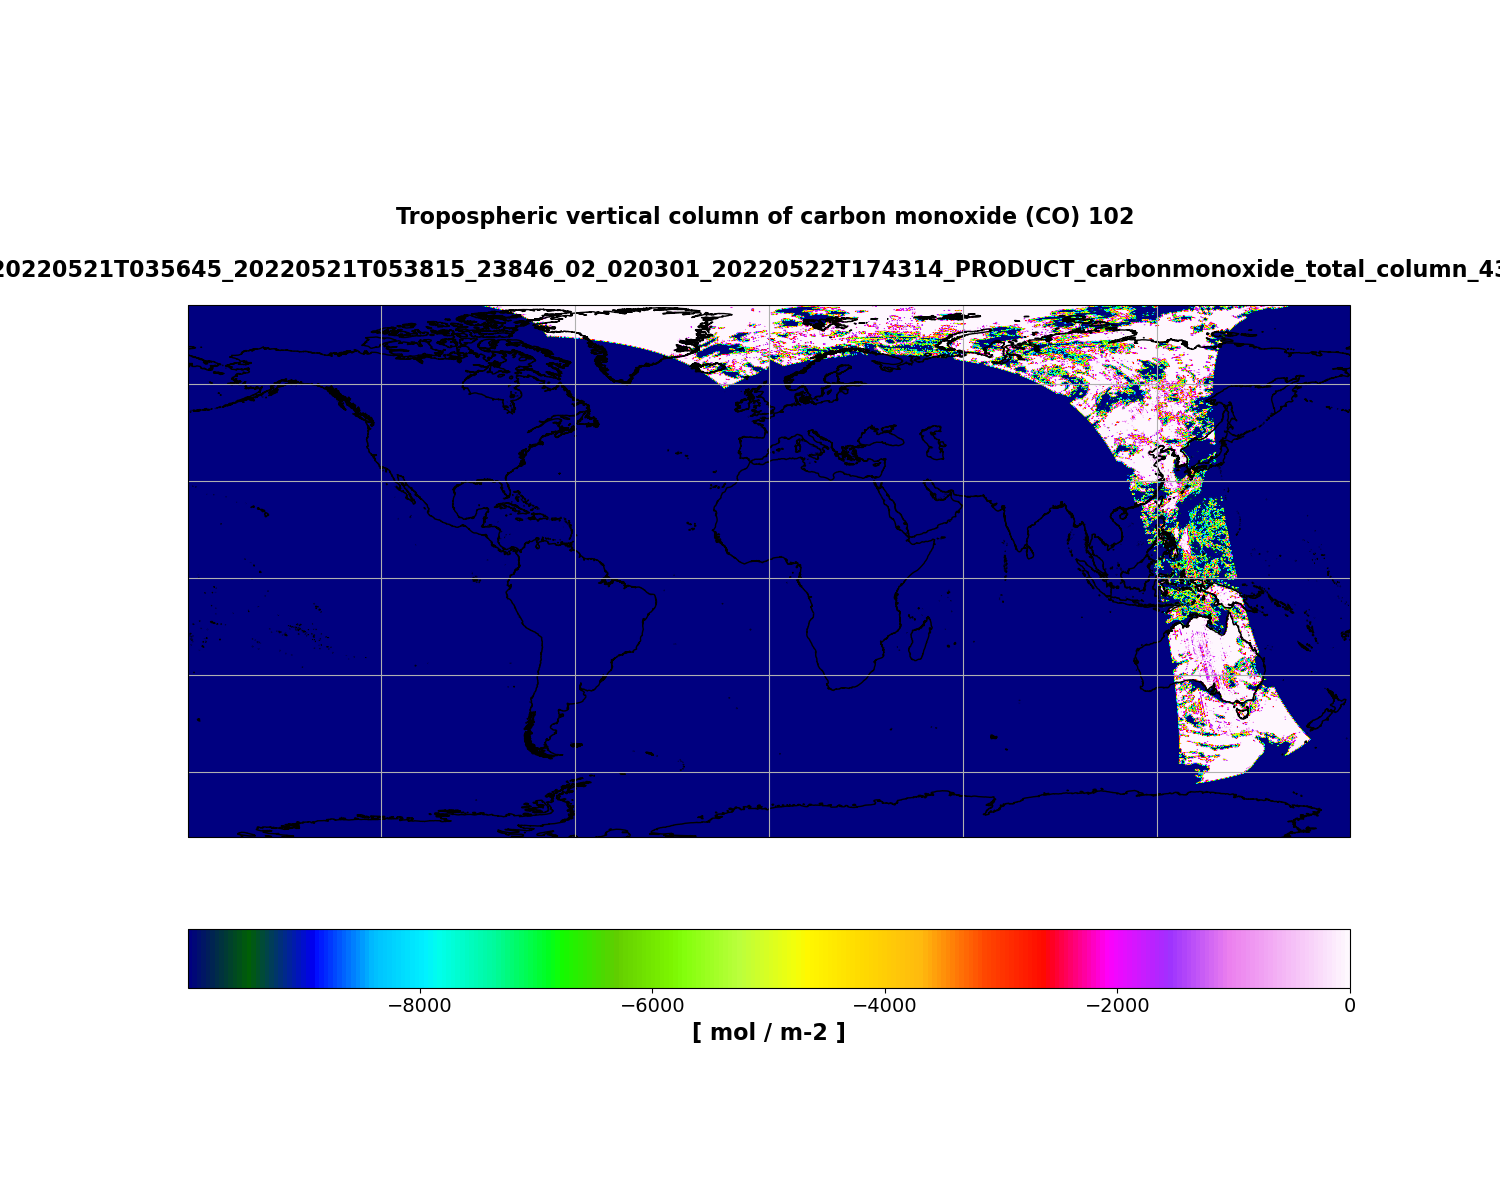 Tropospheric vertical column of carbon monoxide (CO) 102
20220521T035645_20220521T053815_23846_02_020301_20220522T174314_PRODUCT_carbonmonoxide_total_column_43
−8000 −6000 −4000 −2000 0
[ mol / m-2 ]